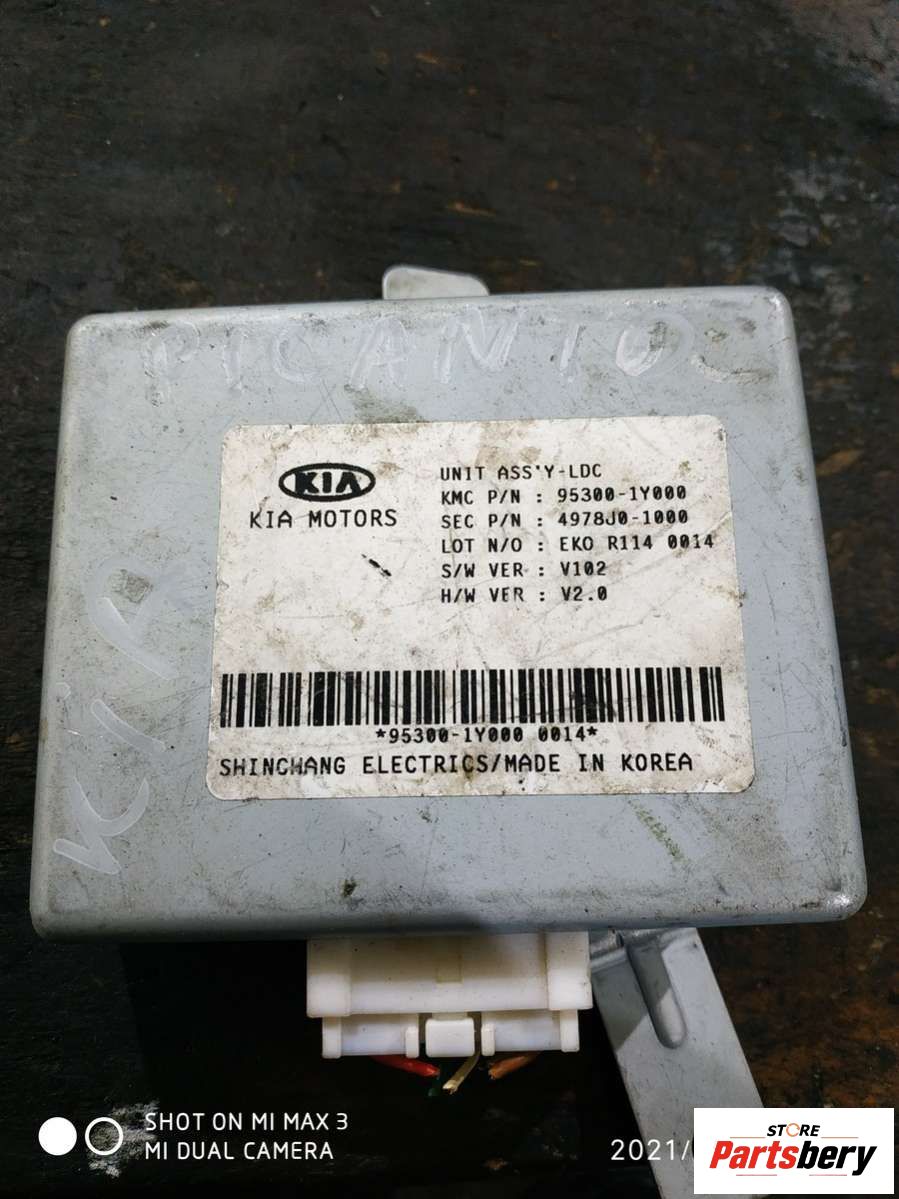 PICANTO
KIA
KIA
KIA MOTORS
UNIT ASS'Y-LDC
KMC P/N : 95300-1Y000
SEC P/N : 4978J0-1000
LOT N/O : EKO R114 0014
S/W VER : V102
H/W VER : V2.0
*95300-1Y000 0014*
SHINCHANG ELECTRICS/MADE IN KOREA
SHOT ON MI MAX 3
MI DUAL CAMERA
2021/
STORE
Partsbery